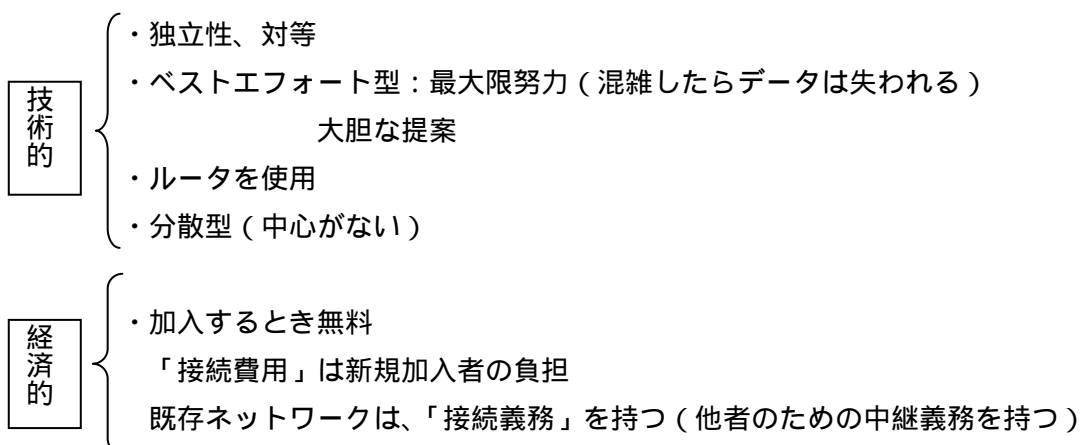 技術的
・独立性、対等
・ベストエフォート型：最大限努力（混雑したらデータは失われる）
大胆な提案
・ルータを使用
・分散型（中心がない）
経済的
・加入するとき無料
「接続費用」は新規加入者の負担
既存ネットワークは、「接続義務」を持つ（他者のための中継義務を持つ）